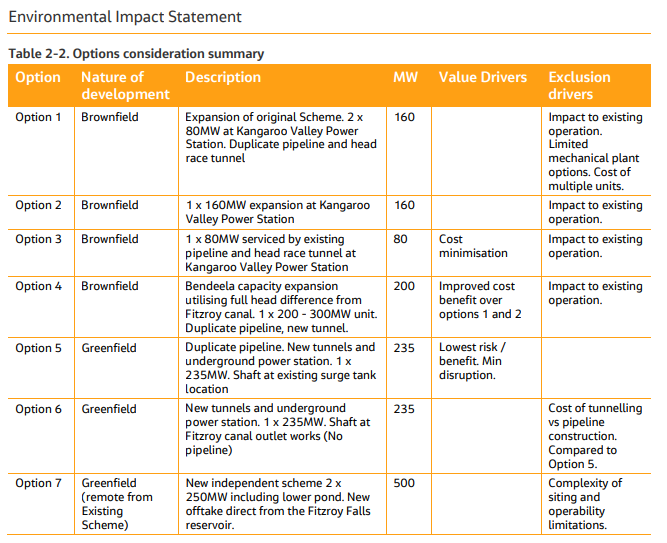 Environmental Impact Statement
Table 2-2. Options consideration summary
Option Nature of development Description MW Value Drivers Exclusion drivers
Option 1 Brownfield Expansion of original Scheme. 2 x 80MW at Kangaroo Valley Power Station. Duplicate pipeline and head race tunnel 160 Impact to existing operation. Limited mechanical plant options. Cost of multiple units.
Option 2 Brownfield 1 x 160MW expansion at Kangaroo Valley Power Station 160 Impact to existing operation.
Option 3 Brownfield 1 x 80MW serviced by existing pipeline and head race tunnel at Kangaroo Valley Power Station 80 Cost minimisation Impact to existing operation.
Option 4 Brownfield Bendeela capacity expansion utilising full head difference from Fitzroy canal. 1 x 200 - 300MW unit. Duplicate pipeline, new tunnel. 200 Improved cost benefit over options 1 and 2 Impact to existing operation.
Option 5 Greenfield Duplicate pipeline. New tunnels and underground power station. 1 x 235MW. Shaft at existing surge tank location 235 Lowest risk / benefit. Min disruption.
Option 6 Greenfield New tunnels and underground power station. 1 x 235MW. Shaft at Fitzroy canal outlet works (No pipeline) 235 Cost of tunnelling vs pipeline construction. Compared to Option 5.
Option 7 Greenfield (remote from Existing Scheme) New independent scheme 2 x 250MW including lower pond. New offtake direct from the Fitzroy Falls reservoir. 500 Complexity of siting and operability limitations.